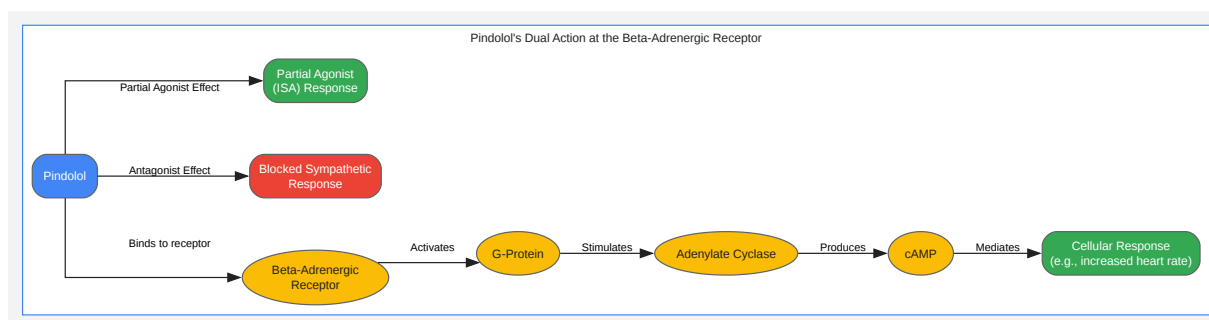 Pindolol's Dual Action at the Beta-Adrenergic Receptor
Partial Agonist
(ISA) Response
Partial Agonist Effect
Pindolol
Antagonist Effect
Blocked Sympathetic
Response
Binds to receptor
Beta-Adrenergic
Receptor
Activates
G-Protein
Stimulates
Adenylate Cyclase
Produces
cAMP
Mediates
Cellular Response
(e.g., increased heart rate)